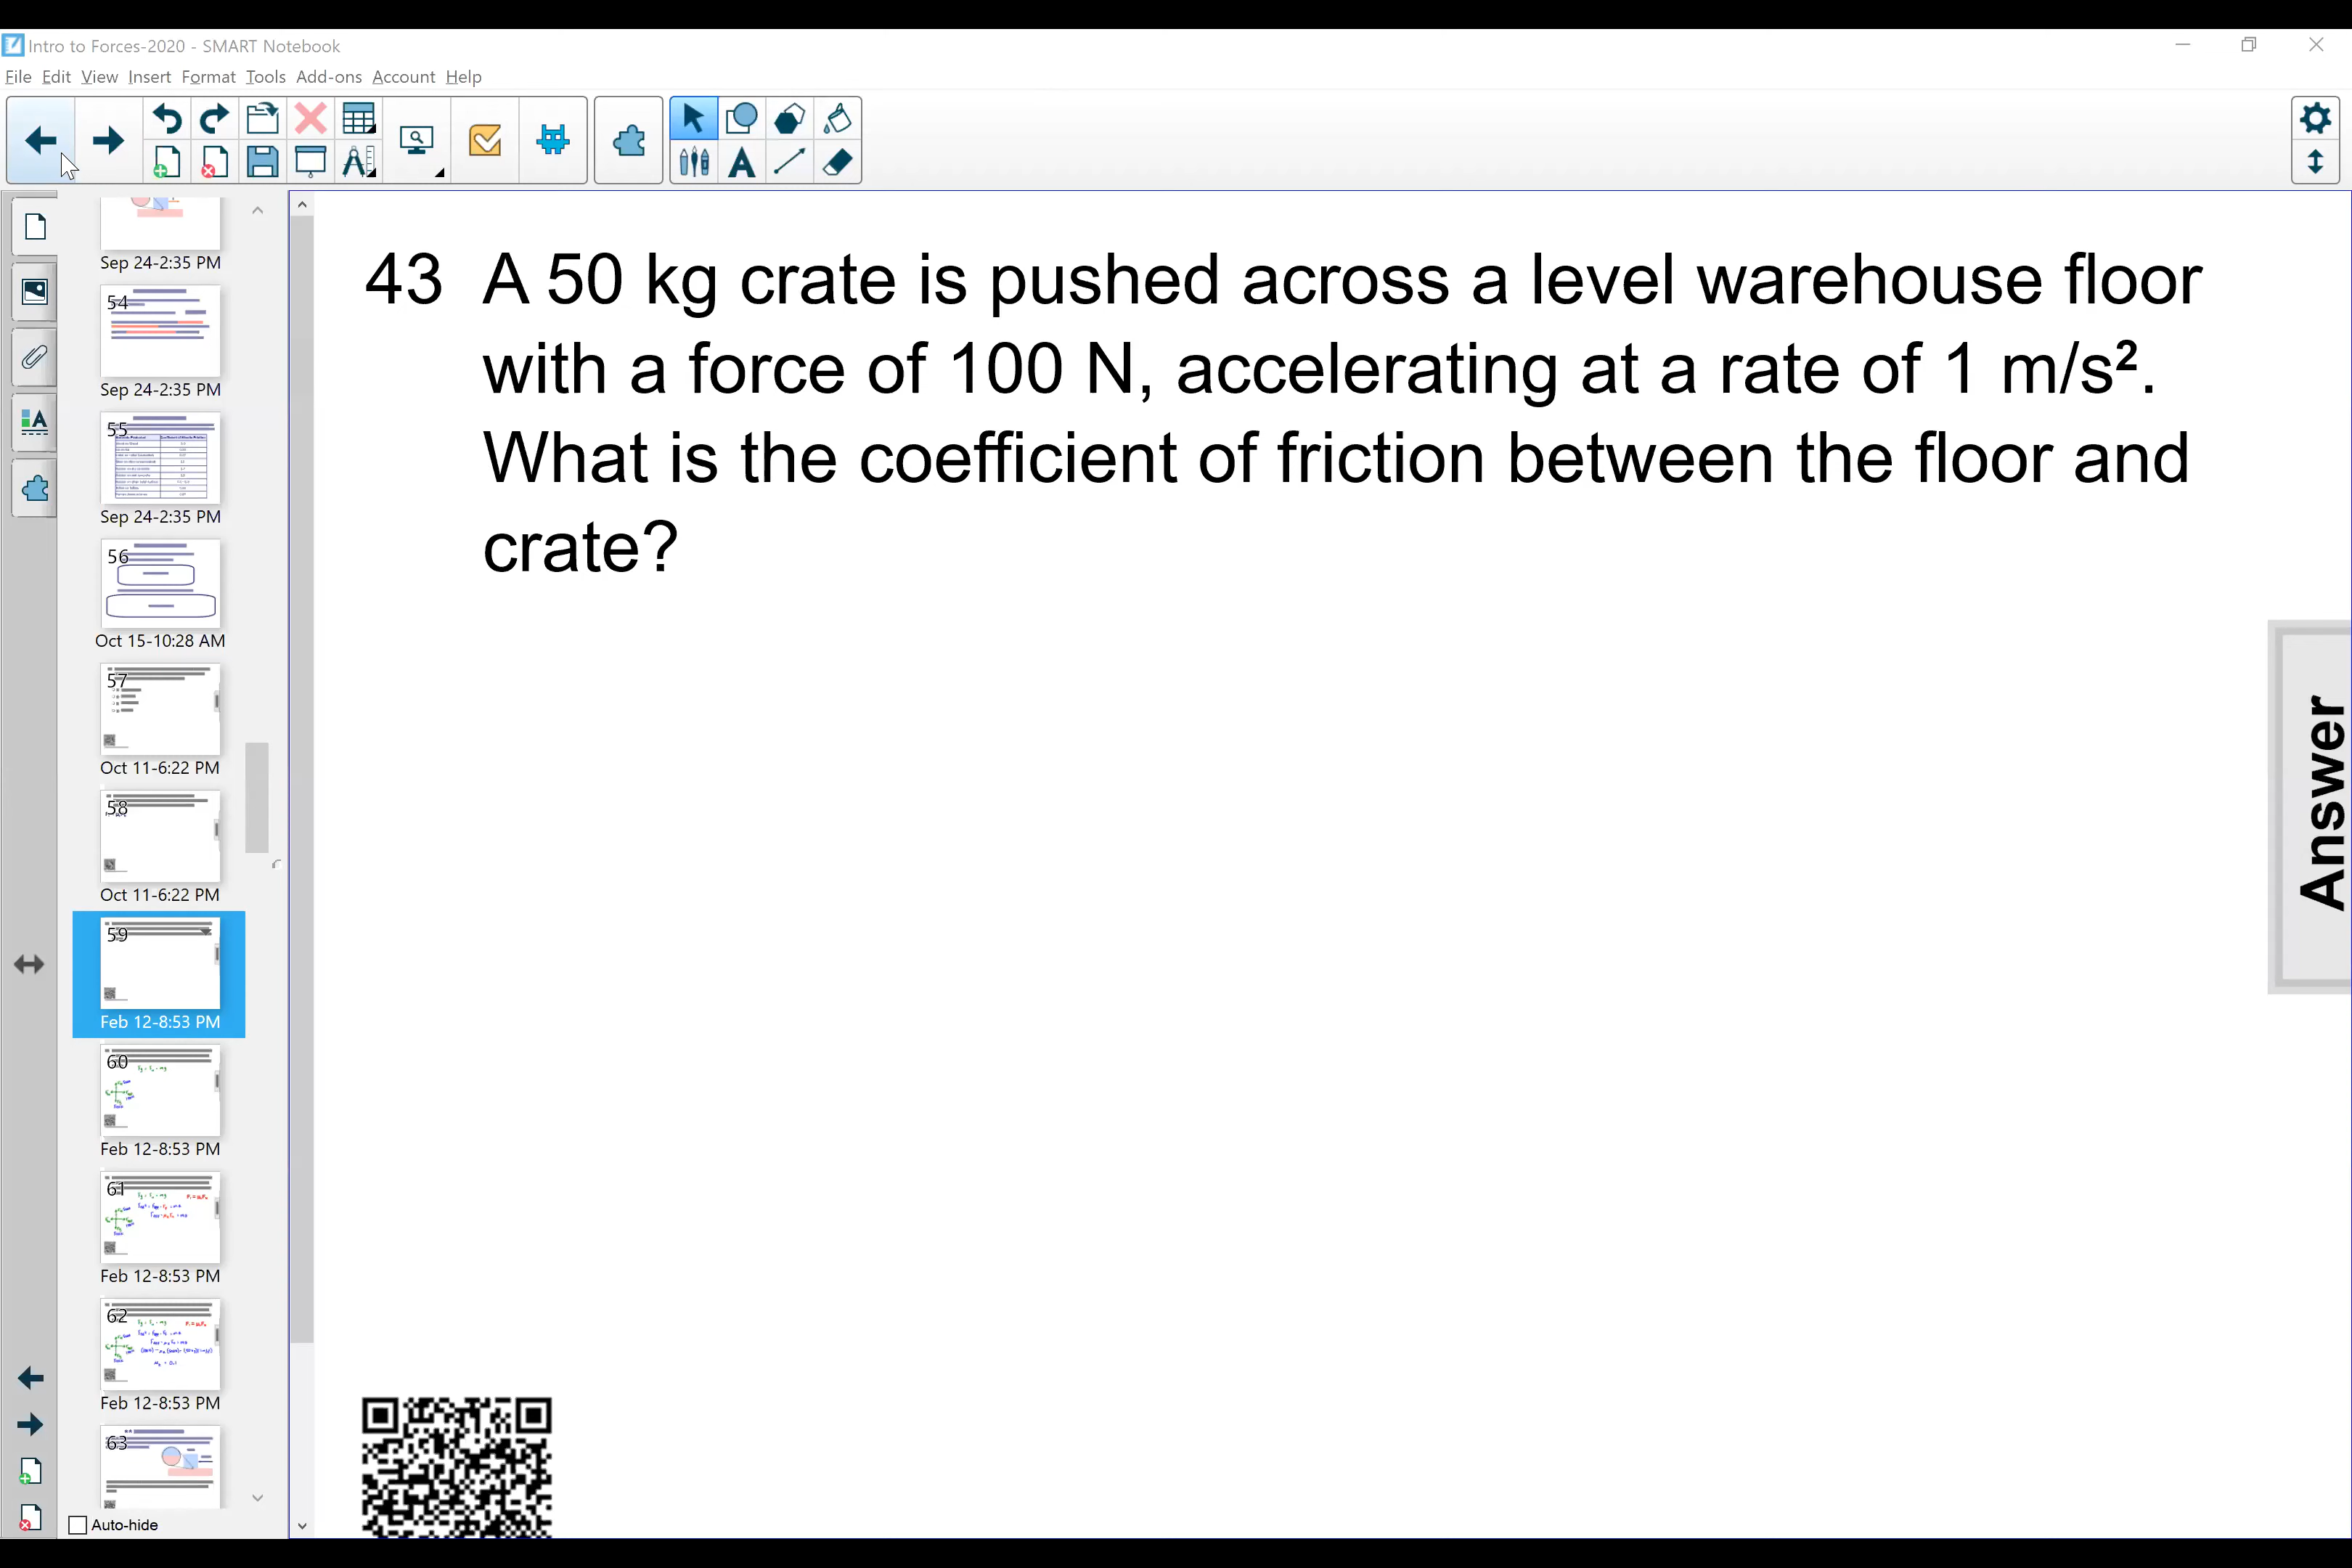 Intro to Forces-2020 - SMART Notebook
File Edit View Insert Format Tools Add-ons Account Help
Sep 24-2:35 PM
54
Sep 24-2:35 PM
55
Sep 24-2:35 PM
56
Oct 15-10:28 AM
57
Oct 11-6:22 PM
58
Oct 11-6:22 PM
59
Feb 12-8:53 PM
60
Feb 12-8:53 PM
61
Feb 12-8:53 PM
62
Feb 12-8:53 PM
63
Auto-hide
43 A 50 kg crate is pushed across a level warehouse floor
with a force of 100 N, accelerating at a rate of 1 m/s².
What is the coefficient of friction between the floor and
crate?
Answer